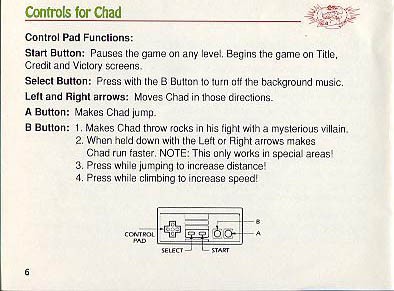 Controls for Chad
Control Pad Functions:
Start Button: Pauses the game on any level. Begins the game on Title,
Credit and Victory screens.
Select Button: Press with the B Button to turn off the background music.
Left and Right arrows: Moves Chad in those directions.
A Button: Makes Chad jump.
B Button: 1. Makes Chad throw rocks in his fight with a mysterious villain.
2. When held down with the Left or Right arrows makes
Chad run faster. NOTE: This only works in special areas!
3. Press while jumping to increase distance!
4. Press while climbing to increase speed!
B
A
CONTROL
PAD
SELECT
START
6